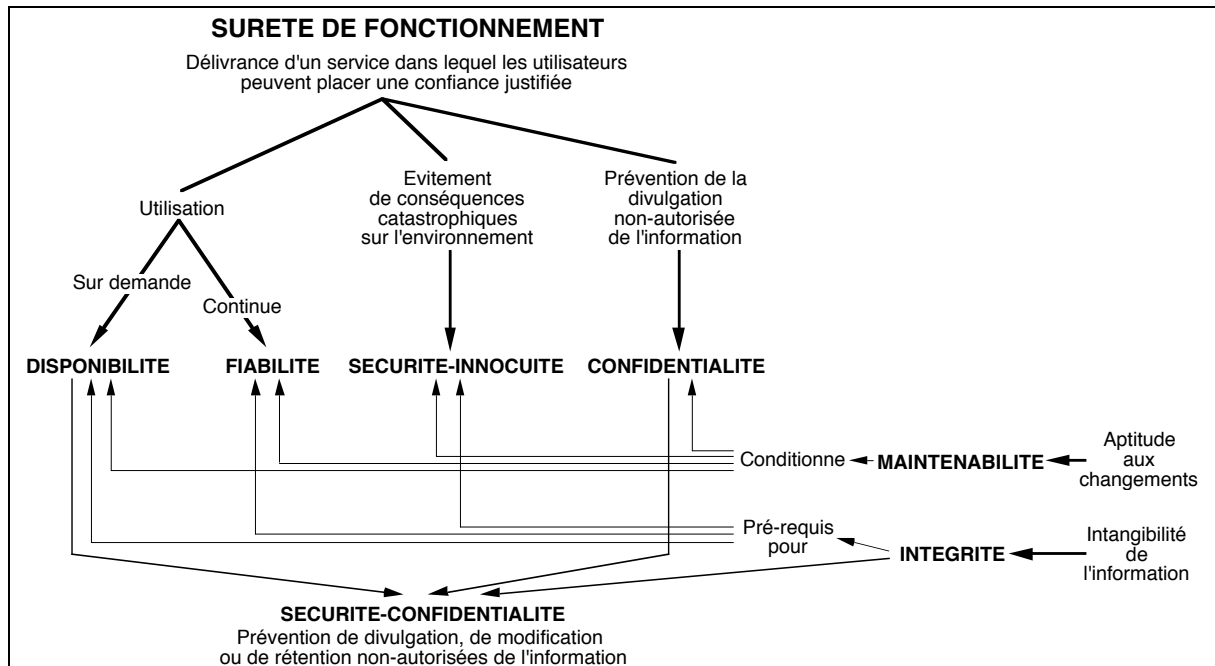 SURETE DE FONCTIONNEMENT
Délivrance d'un service dans lequel les utilisateurs
peuvent placer une confiance justifiée
Utilisation
Evitement
de conséquences
catastrophiques
sur l'environnement
Prévention de la
divulgation
non-autorisée
de l'information
Sur demande
Continue
DISPONIBILITE
FIABILITE
SECURITE-INNOCUITE
CONFIDENTIALITE
Conditionne
MAINTENABILITE
Aptitude
aux
changements
Pré-requis
pour
INTEGRITE
Intangibilité
de
l'information
SECURITE-CONFIDENTIALITE
Prévention de divulgation, de modification
ou de rétention non-autorisées de l'information